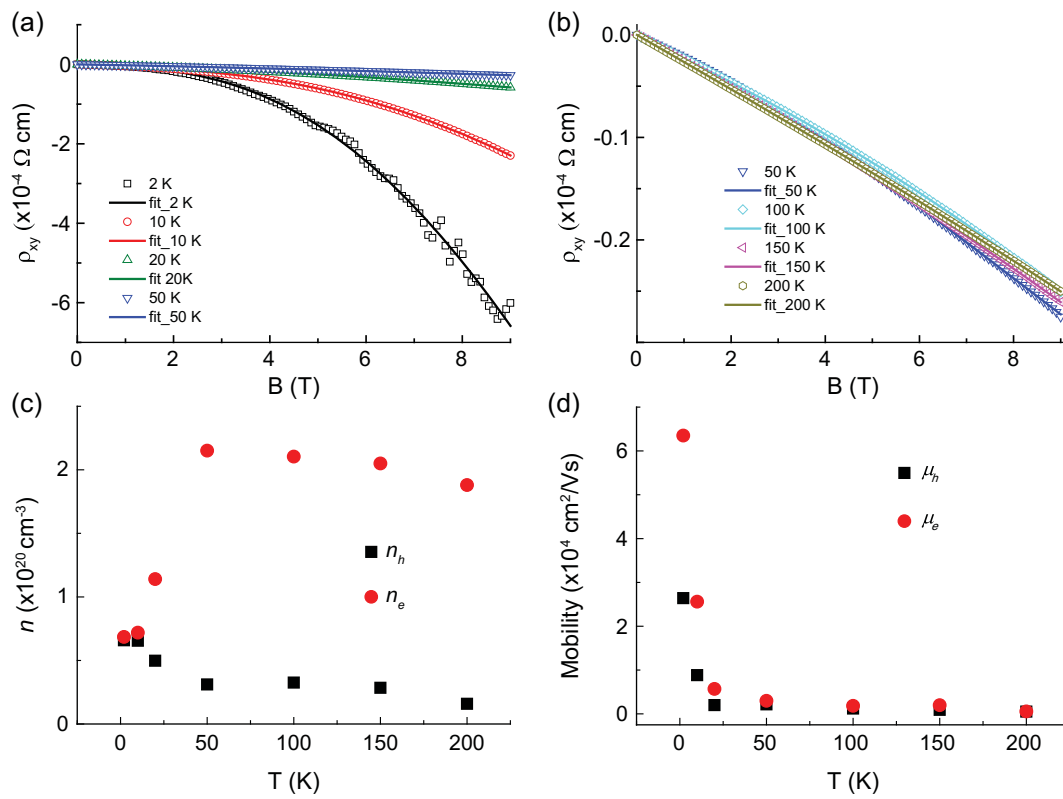 (a)
0
-2
-4
-6
ρxy (x10⁻⁴ Ω cm)
2 K
fit_2 K
10 K
fit_10 K
20 K
fit 20K
50 K
fit_50 K
0 2 4 6 8
B (T)
(b)
0.0
-0.1
-0.2
ρxy (x10⁻⁴ Ω cm)
50 K
fit_50 K
100 K
fit_100 K
150 K
fit_150 K
200 K
fit_200 K
0 2 4 6 8
B (T)
(c)
2
1
0
n (x10²⁰ cm⁻³)
nh
ne
0 50 100 150 200
T (K)
(d)
6
4
2
0
Mobility (x10⁴ cm²/Vs)
μh
μe
0 50 100 150 200
T (K)